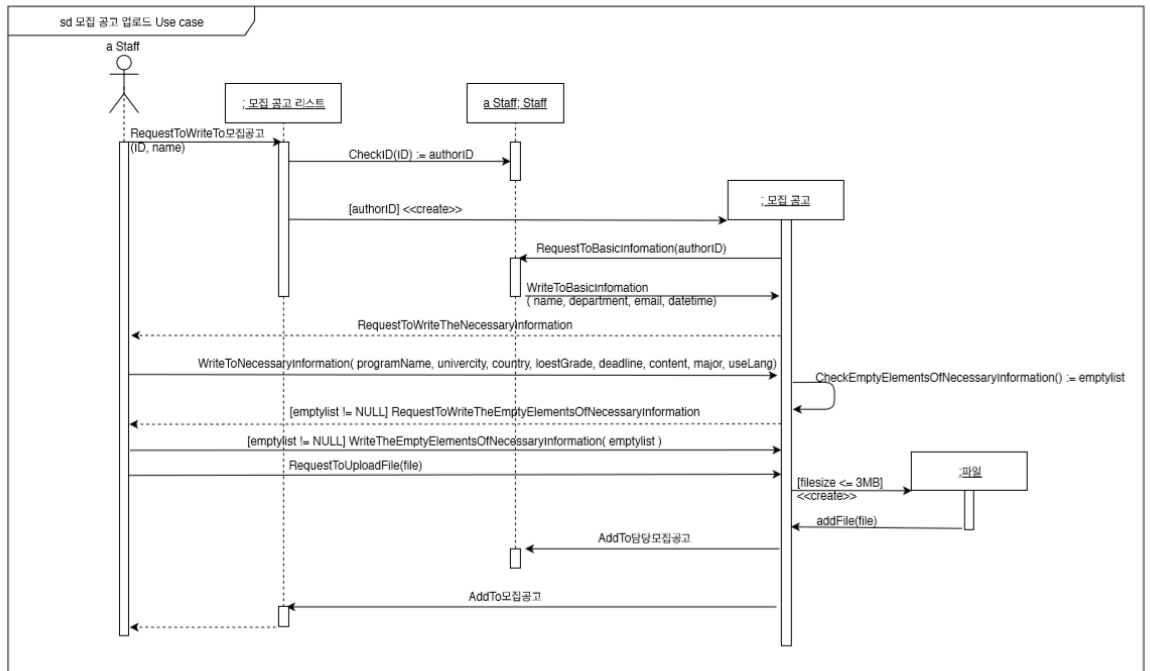 sd 모집 공고 업로드 Use case
a Staff
; 모집 공고 리스트
a Staff; Staff
RequestToWriteTo모집공고
(ID, name)
CheckID(ID) := authorID
; 모집 공고
[authorID] <<create>>
RequestToBasicInfomation(authorID)
WriteToBasicInfomation
( name, department, email, datetime)
RequestToWriteTheNecessaryInformation
WriteToNecessaryInformation( programName, univercity, country, loestGrade, deadline, content, major, useLang)
CheckEmptyElementsOfNecessaryInformation() := emptylist
[emptylist != NULL] RequestToWriteTheEmptyElementsOfNecessaryInformation
[emptylist != NULL] WriteTheEmptyElementsOfNecessaryInformation( emptylist )
RequestToUploadFile(file)
;파일
[filesize <= 3MB]
<<create>>
addFile(file)
AddTo담당모집공고
AddTo모집공고